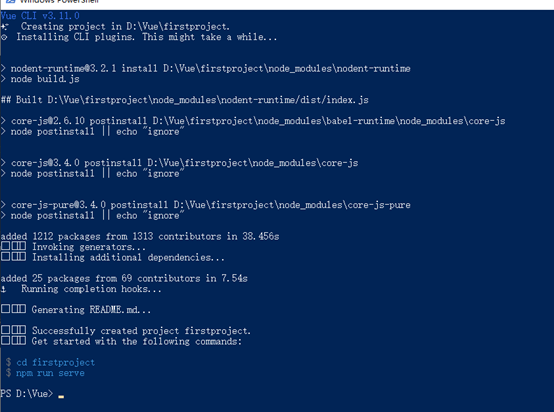 Windows PowerShell
Vue CLI v3.11.0
Creating project in D:\Vue\firstproject.
Installing CLI plugins. This might take a while...
> nodent-runtime@3.2.1 install D:\Vue\firstproject\node_modules\nodent-runtime
> node build.js
## Built D:\Vue\firstproject\node_modules\nodent-runtime/dist/index.js
> core-js@2.6.10 postinstall D:\Vue\firstproject\node_modules\babel-runtime\node_modules\core-js
> node postinstall || echo "ignore"
> core-js@3.4.0 postinstall D:\Vue\firstproject\node_modules\core-js
> node postinstall || echo "ignore"
> core-js-pure@3.4.0 postinstall D:\Vue\firstproject\node_modules\core-js-pure
> node postinstall || echo "ignore"
added 1212 packages from 1313 contributors in 38.456s
Invoking generators...
Installing additional dependencies...
added 25 packages from 69 contributors in 7.54s
Running completion hooks...
Generating README.md...
Successfully created project firstproject.
Get started with the following commands:
$ cd firstproject
$ npm run serve
PS D:\Vue>